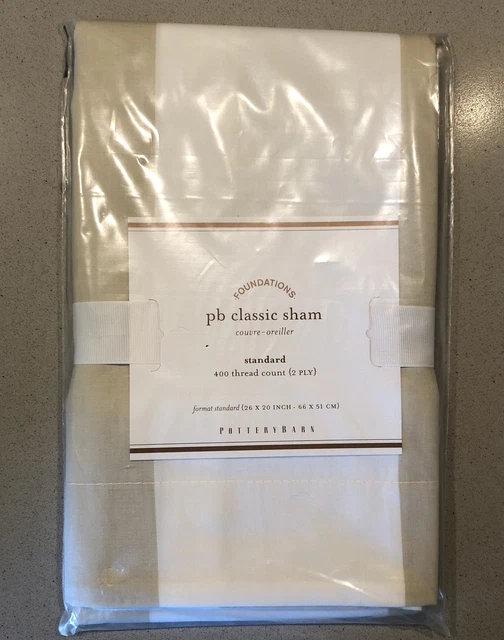 FOUNDATIONS
pb classic sham
couvre-oreiller
standard
400 thread count (2 PLY)
format standard (26 X 20 INCH - 66 X 51 CM)
POTTERYBARN